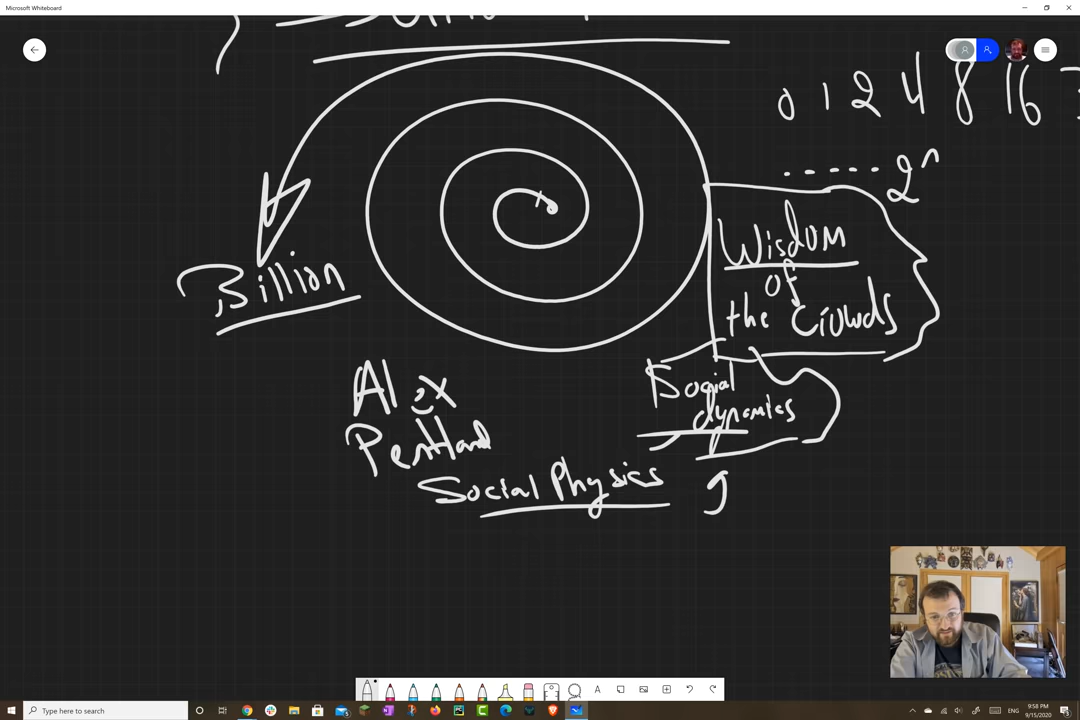 Microsoft Whiteboard
0 1 2 4 8 16
...... 2^n
Wisdom
of
the Crowds
Billion
Social
dynamics
Alex
Pentland
Social Physics
g
Type here to search
ENG
9:58 PM
9/15/2020